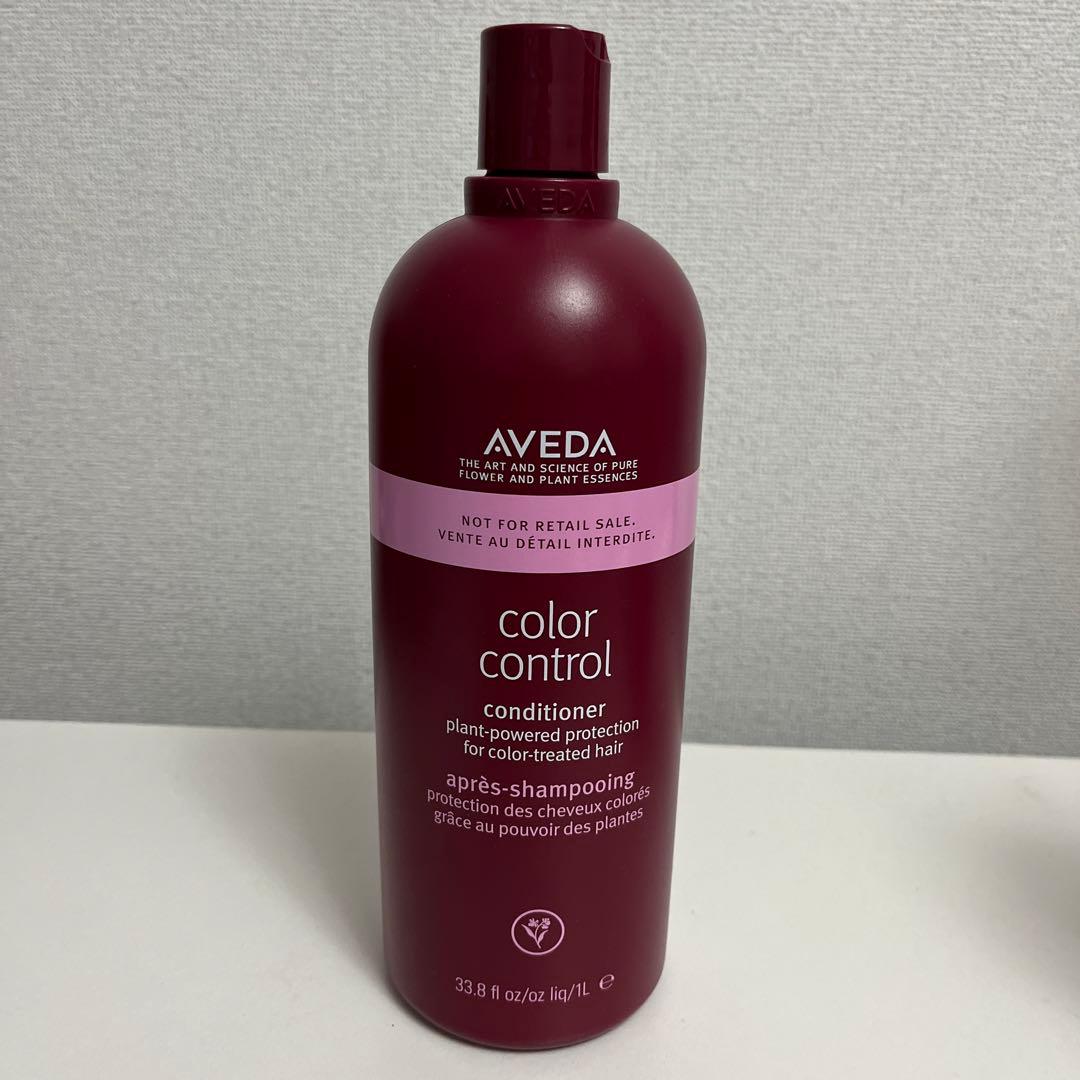 AVEDA
AVEDA
THE ART AND SCIENCE OF PURE
FLOWER AND PLANT ESSENCES
NOT FOR RETAIL SALE.
VENTE AU DÉTAIL INTERDITE.
color
control
conditioner
plant-powered protection
for color-treated hair
après-shampooing
protection des cheveux colorés
grâce au pouvoir des plantes
33.8 fl oz/oz liq/1L ℮